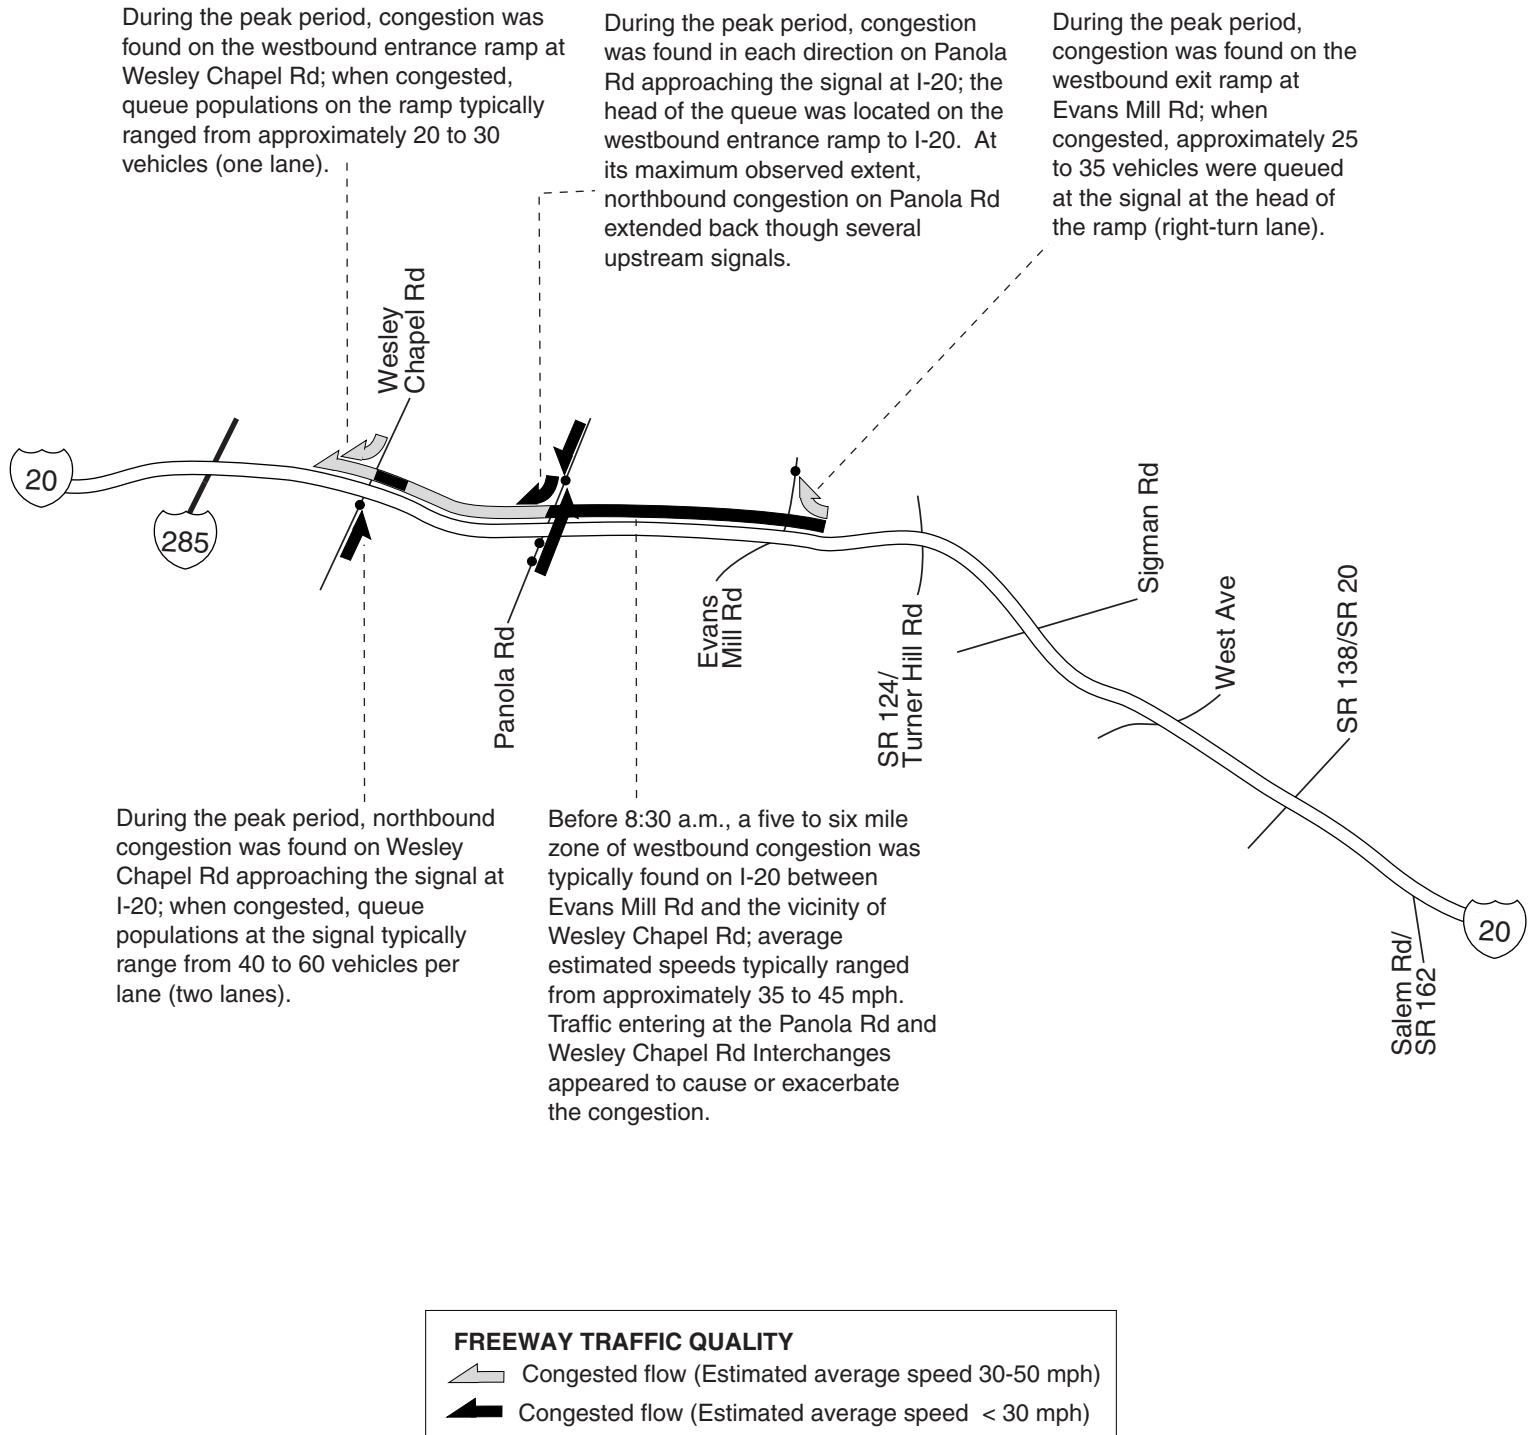 During the peak period, congestion was
found on the westbound entrance ramp at
Wesley Chapel Rd; when congested,
queue populations on the ramp typically
ranged from approximately 20 to 30
vehicles (one lane).
During the peak period, congestion
was found in each direction on Panola
Rd approaching the signal at I-20; the
head of the queue was located on the
westbound entrance ramp to I-20.  At
its maximum observed extent,
northbound congestion on Panola Rd
extended back though several
upstream signals.
During the peak period,
congestion was found on the
westbound exit ramp at
Evans Mill Rd; when
congested, approximately 25
to 35 vehicles were queued
at the signal at the head of
the ramp (right-turn lane).
Wesley
Chapel Rd
20
285
Panola Rd
Evans
Mill Rd
SR 124/
Turner Hill Rd
Sigman Rd
West Ave
SR 138/SR 20
Salem Rd/
SR 162
20
During the peak period, northbound
congestion was found on Wesley
Chapel Rd approaching the signal at
I-20; when congested, queue
populations at the signal typically
range from 40 to 60 vehicles per
lane (two lanes).
Before 8:30 a.m., a five to six mile
zone of westbound congestion was
typically found on I-20 between
Evans Mill Rd and the vicinity of
Wesley Chapel Rd; average
estimated speeds typically ranged
from approximately 35 to 45 mph.
Traffic entering at the Panola Rd and
Wesley Chapel Rd Interchanges
appeared to cause or exacerbate
the congestion.
FREEWAY TRAFFIC QUALITY
Congested flow (Estimated average speed 30-50 mph)
Congested flow (Estimated average speed  < 30 mph)